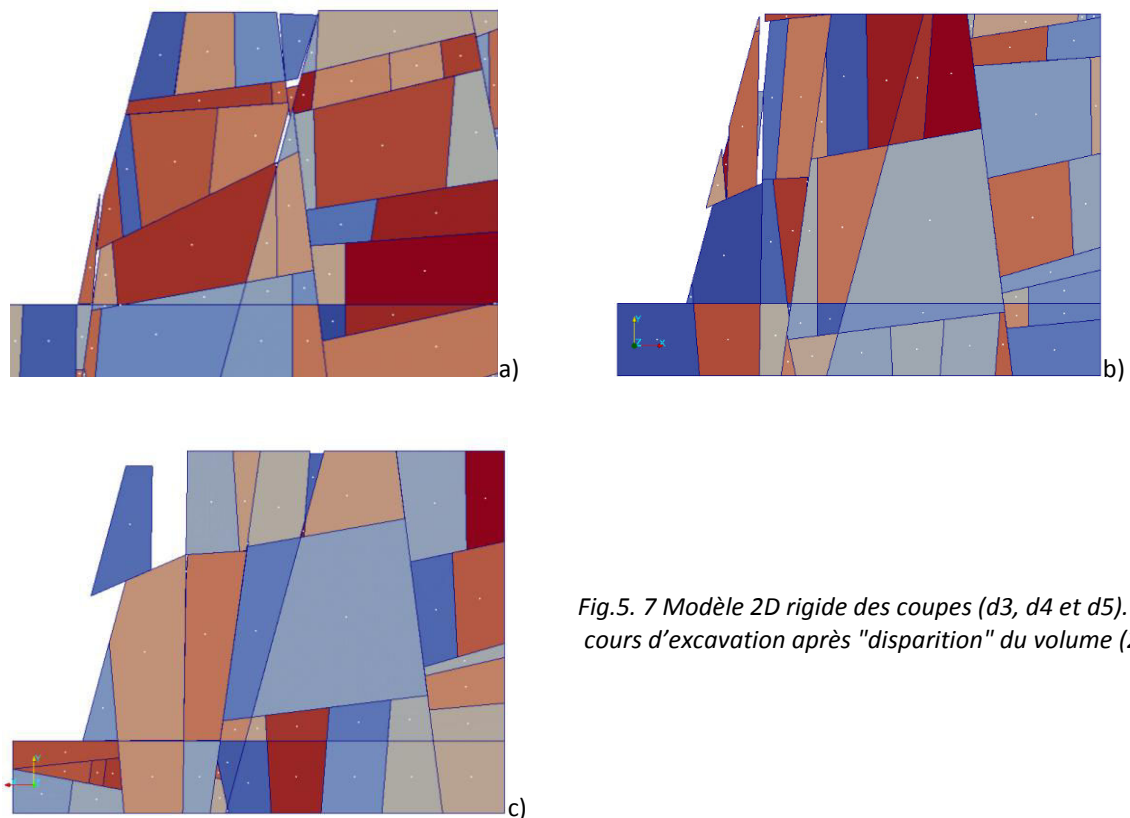 a)
b)
Y
Z
X
c)
Y
Fig.5. 7 Modèle 2D rigide des coupes (d3, d4 et d5).
cours d'excavation après "disparition" du volume (